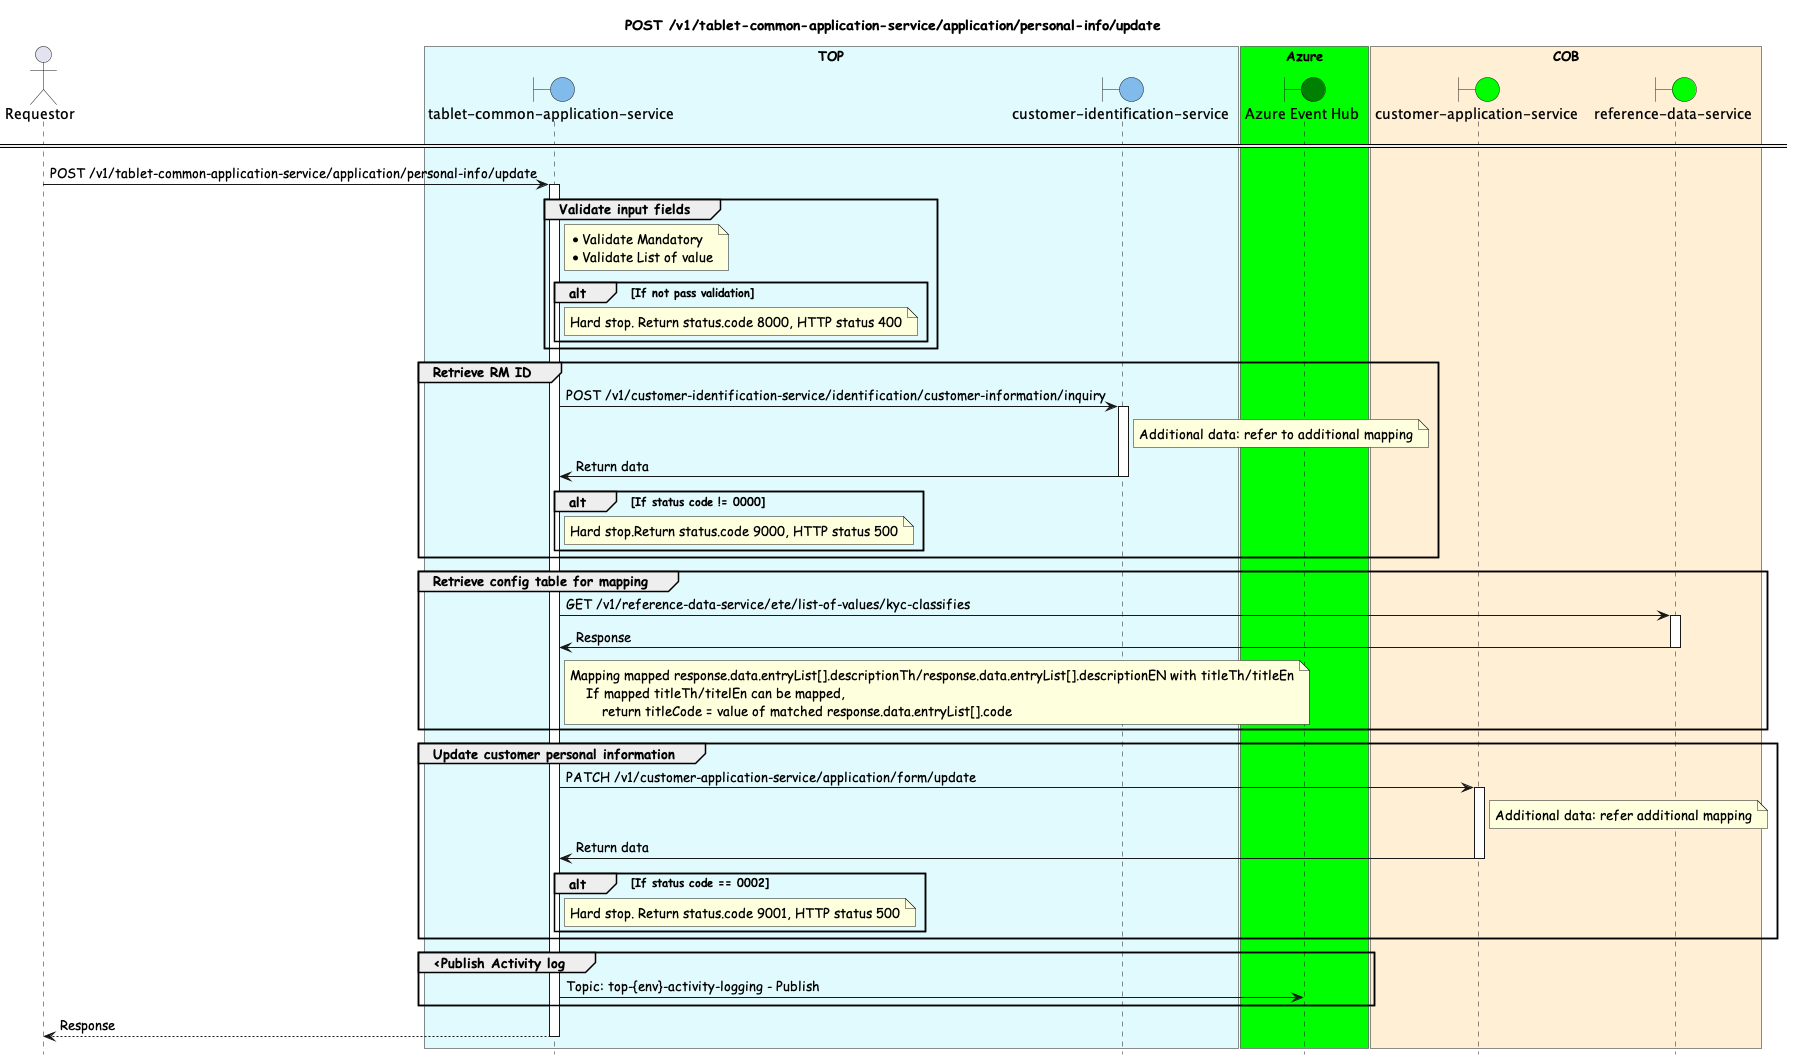 POST /v1/tablet-common-application-service/application/personal-info/update
TOP
Azure
COB
Requestor
tablet-common-application-service
customer-identification-service
Azure Event Hub
customer-application-service
reference-data-service
POST /v1/tablet-common-application-service/application/personal-info/update
Validate input fields
• Validate Mandatory
• Validate List of value
alt [If not pass validation]
Hard stop. Return status.code 8000, HTTP status 400
Retrieve RM ID
POST /v1/customer-identification-service/identification/customer-information/inquiry
Additional data: refer to additional mapping
Return data
alt [If status code != 0000]
Hard stop.Return status.code 9000, HTTP status 500
Retrieve config table for mapping
GET /v1/reference-data-service/ete/list-of-values/kyc-classifies
Response
Mapping mapped response.data.entryList[].descriptionTh/response.data.entryList[].descriptionEN with titleTh/titleEn
If mapped titleTh/titelEn can be mapped,
return titleCode = value of matched response.data.entryList[].code
Update customer personal information
PATCH /v1/customer-application-service/application/form/update
Additional data: refer additional mapping
Return data
alt [If status code == 0002]
Hard stop. Return status.code 9001, HTTP status 500
<Publish Activity log
Topic: top-{env}-activity-logging - Publish
Response